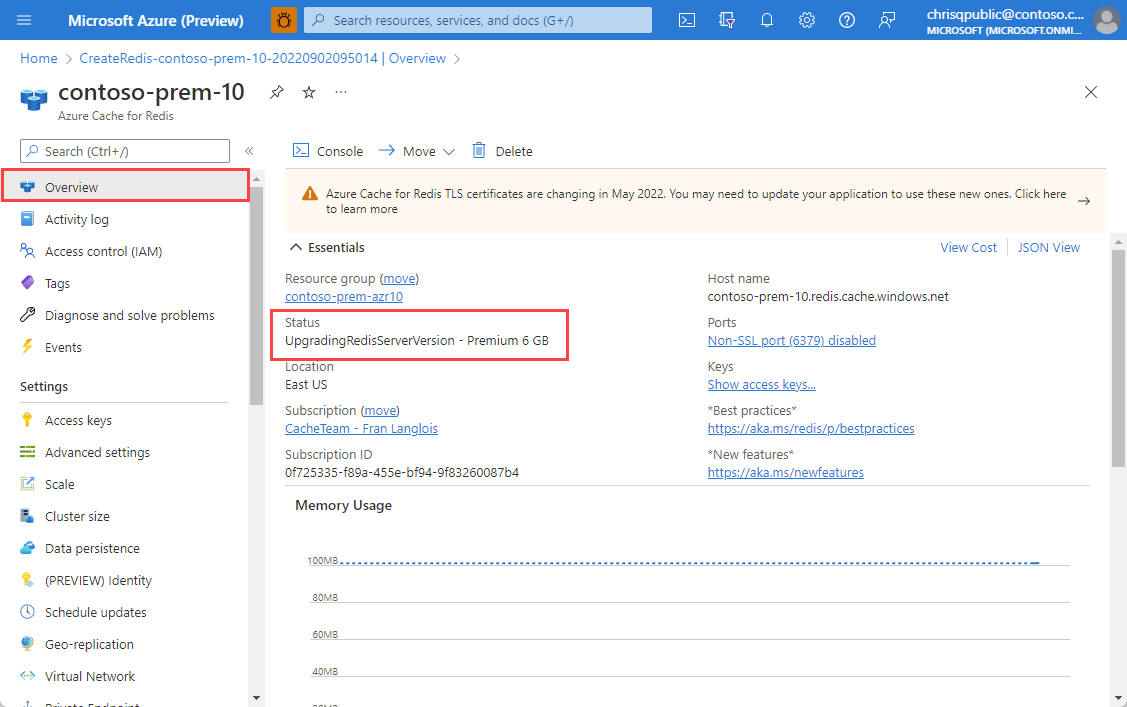 Microsoft Azure (Preview)
Search resources, services, and docs (G+/)
chrisqpublic@contoso.c...
MICROSOFT (MICROSOFT.ONMI...
Home > CreateRedis-contoso-prem-10-20220902095014 | Overview >
contoso-prem-10
...
Azure Cache for Redis
Search (Ctrl+/)
«
Overview
Activity log
Access control (IAM)
Tags
Diagnose and solve problems
Events
Settings
Access keys
Advanced settings
Scale
Cluster size
Data persistence
(PREVIEW) Identity
Schedule updates
Geo-replication
Virtual Network
Private Endpoint
Console
Move
Delete
Azure Cache for Redis TLS certificates are changing in May 2022. You may need to update your application to use these new ones. Click here
to learn more
Essentials
View Cost
JSON View
Resource group (move)
contoso-prem-azr10
Status
UpgradingRedisServerVersion - Premium 6 GB
Location
East US
Subscription (move)
CacheTeam - Fran Langlois
Subscription ID
0f725335-f89a-455e-bf94-9f83260087b4
Host name
contoso-prem-10.redis.cache.windows.net
Ports
Non-SSL port (6379) disabled
Keys
Show access keys...
*Best practices*
https://aka.ms/redis/p/bestpractices
*New features*
https://aka.ms/newfeatures
Memory Usage
100MB
80MB
60MB
40MB
20MB